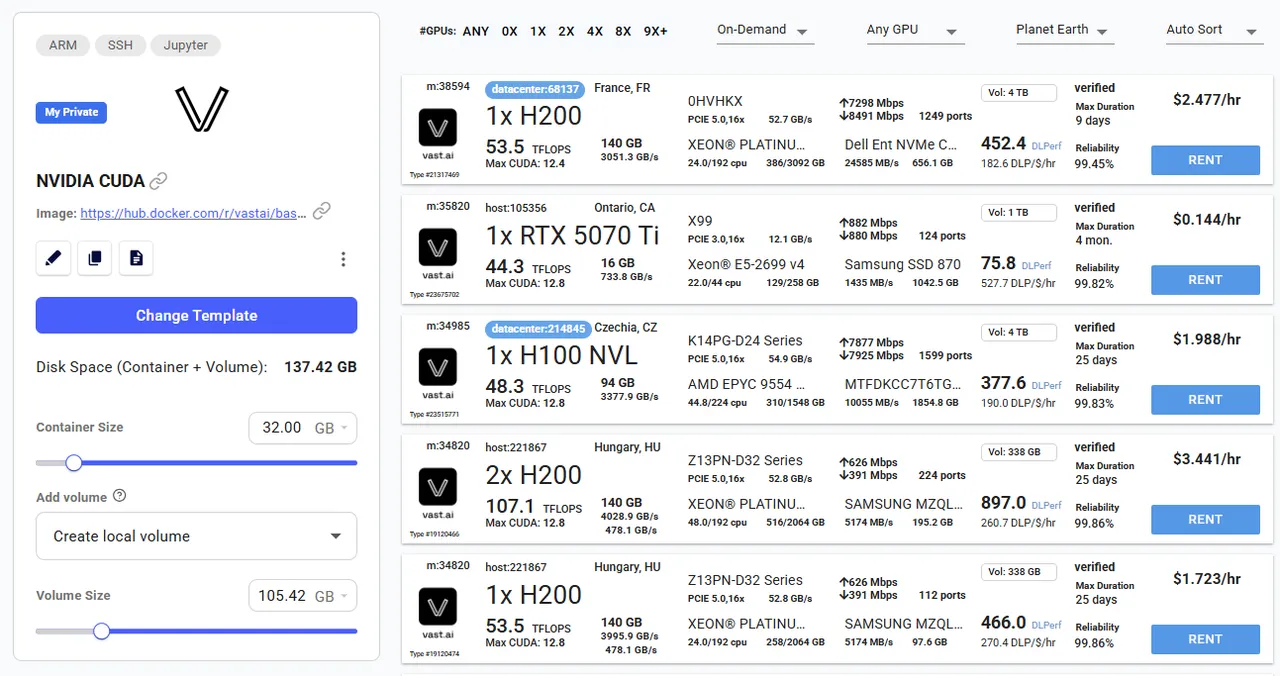 ARM SSH Jupyter
My Private
NVIDIA CUDA
Image: https://hub.docker.com/r/vastai/bas...
Change Template
Disk Space (Container + Volume): 137.42 GB
Container Size 32.00 GB
Add volume
Create local volume
Volume Size 105.42 GB
#GPUs: ANY 0X 1X 2X 4X 8X 9X+ On-Demand Any GPU Planet Earth Auto Sort
m:38594 datacenter:68137 France, FR
1x H200
53.5 TFLOPS 140 GB
Max CUDA: 12.4 3051.3 GB/s
vast.ai
Type #21317469
0HVHKX ↑7298 Mbps
PCIE 5.0,16x 52.7 GB/s ↓8491 Mbps 1249 ports
XEON® PLATINU... Dell Ent NVMe C...
24.0/192 cpu 386/3092 GB 24585 MB/s 656.1 GB
Vol: 4 TB
452.4 DLPerf
182.6 DLP/$/hr
verified
Max Duration
9 days
Reliability
99.45%
$2.477/hr
RENT
m:35820 host:105356 Ontario, CA
1x RTX 5070 Ti
44.3 TFLOPS 16 GB
Max CUDA: 12.8 733.8 GB/s
vast.ai
Type #23675702
X99 ↑882 Mbps
PCIE 3.0,16x 12.1 GB/s ↓880 Mbps 124 ports
Xeon® E5-2699 v4 Samsung SSD 870
22.0/44 cpu 129/258 GB 1435 MB/s 1042.5 GB
Vol: 1 TB
75.8 DLPerf
527.7 DLP/$/hr
verified
Max Duration
4 mon.
Reliability
99.82%
$0.144/hr
RENT
m:34985 datacenter:214845 Czechia, CZ
1x H100 NVL
48.3 TFLOPS 94 GB
Max CUDA: 12.8 3377.9 GB/s
vast.ai
Type #23515771
K14PG-D24 Series ↑7877 Mbps
PCIE 5.0,16x 54.9 GB/s ↓7925 Mbps 1599 ports
AMD EPYC 9554 ... MTFDKCC7T6TG...
44.8/224 cpu 310/1548 GB 10055 MB/s 1854.8 GB
Vol: 4 TB
377.6 DLPerf
190.0 DLP/$/hr
verified
Max Duration
25 days
Reliability
99.83%
$1.988/hr
RENT
m:34820 host:221867 Hungary, HU
2x H200
107.1 TFLOPS 140 GB
Max CUDA: 12.8 4028.9 GB/s
478.1 GB/s
vast.ai
Type #19120466
Z13PN-D32 Series ↑626 Mbps
PCIE 5.0,16x 52.8 GB/s ↓391 Mbps 224 ports
XEON® PLATINU... SAMSUNG MZQL...
48.0/192 cpu 516/2064 GB 5174 MB/s 195.2 GB
Vol: 338 GB
897.0 DLPerf
260.7 DLP/$/hr
verified
Max Duration
25 days
Reliability
99.86%
$3.441/hr
RENT
m:34820 host:221867 Hungary, HU
1x H200
53.5 TFLOPS 140 GB
Max CUDA: 12.8 3995.9 GB/s
478.1 GB/s
vast.ai
Type #19120474
Z13PN-D32 Series ↑626 Mbps
PCIE 5.0,16x 52.8 GB/s ↓391 Mbps 112 ports
XEON® PLATINU... SAMSUNG MZQL...
24.0/192 cpu 258/2064 GB 5174 MB/s 97.6 GB
Vol: 338 GB
466.0 DLPerf
270.4 DLP/$/hr
verified
Max Duration
25 days
Reliability
99.86%
$1.723/hr
RENT